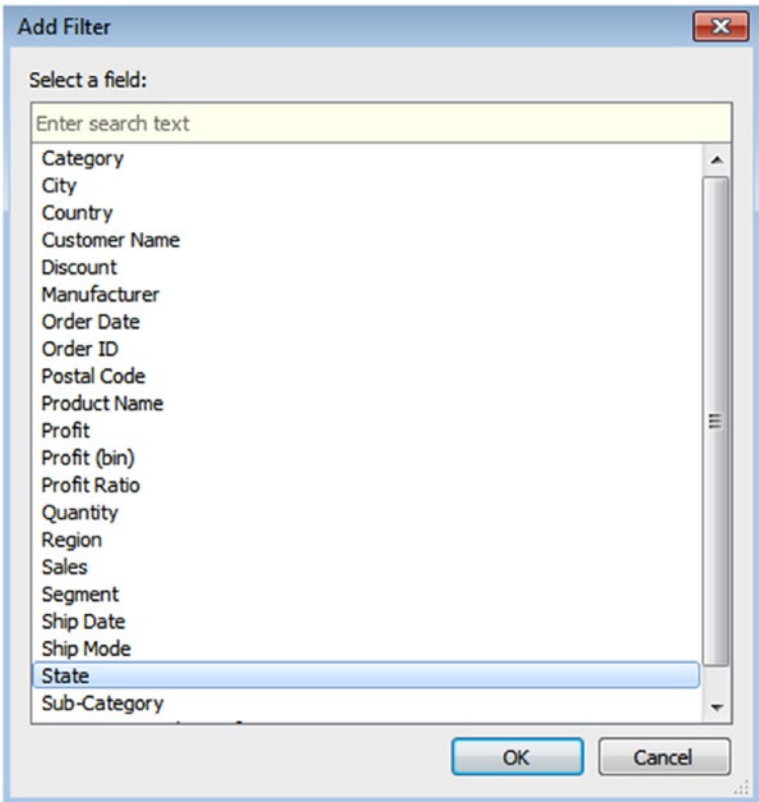 Add Filter
Select a field:
Enter search text
Category
City
Country
Customer Name
Discount
Manufacturer
Order Date
Order ID
Postal Code
Product Name
Profit
Profit (bin)
Profit Ratio
Quantity
Region
Sales
Segment
Ship Date
Ship Mode
State
Sub-Category
OK Cancel